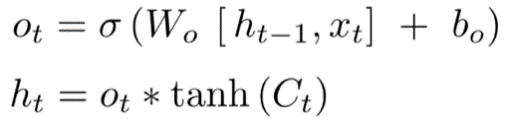 o_t = σ (W_o [h_{t−1}, x_t] + b_o)
h_t = o_t * tanh (C_t)